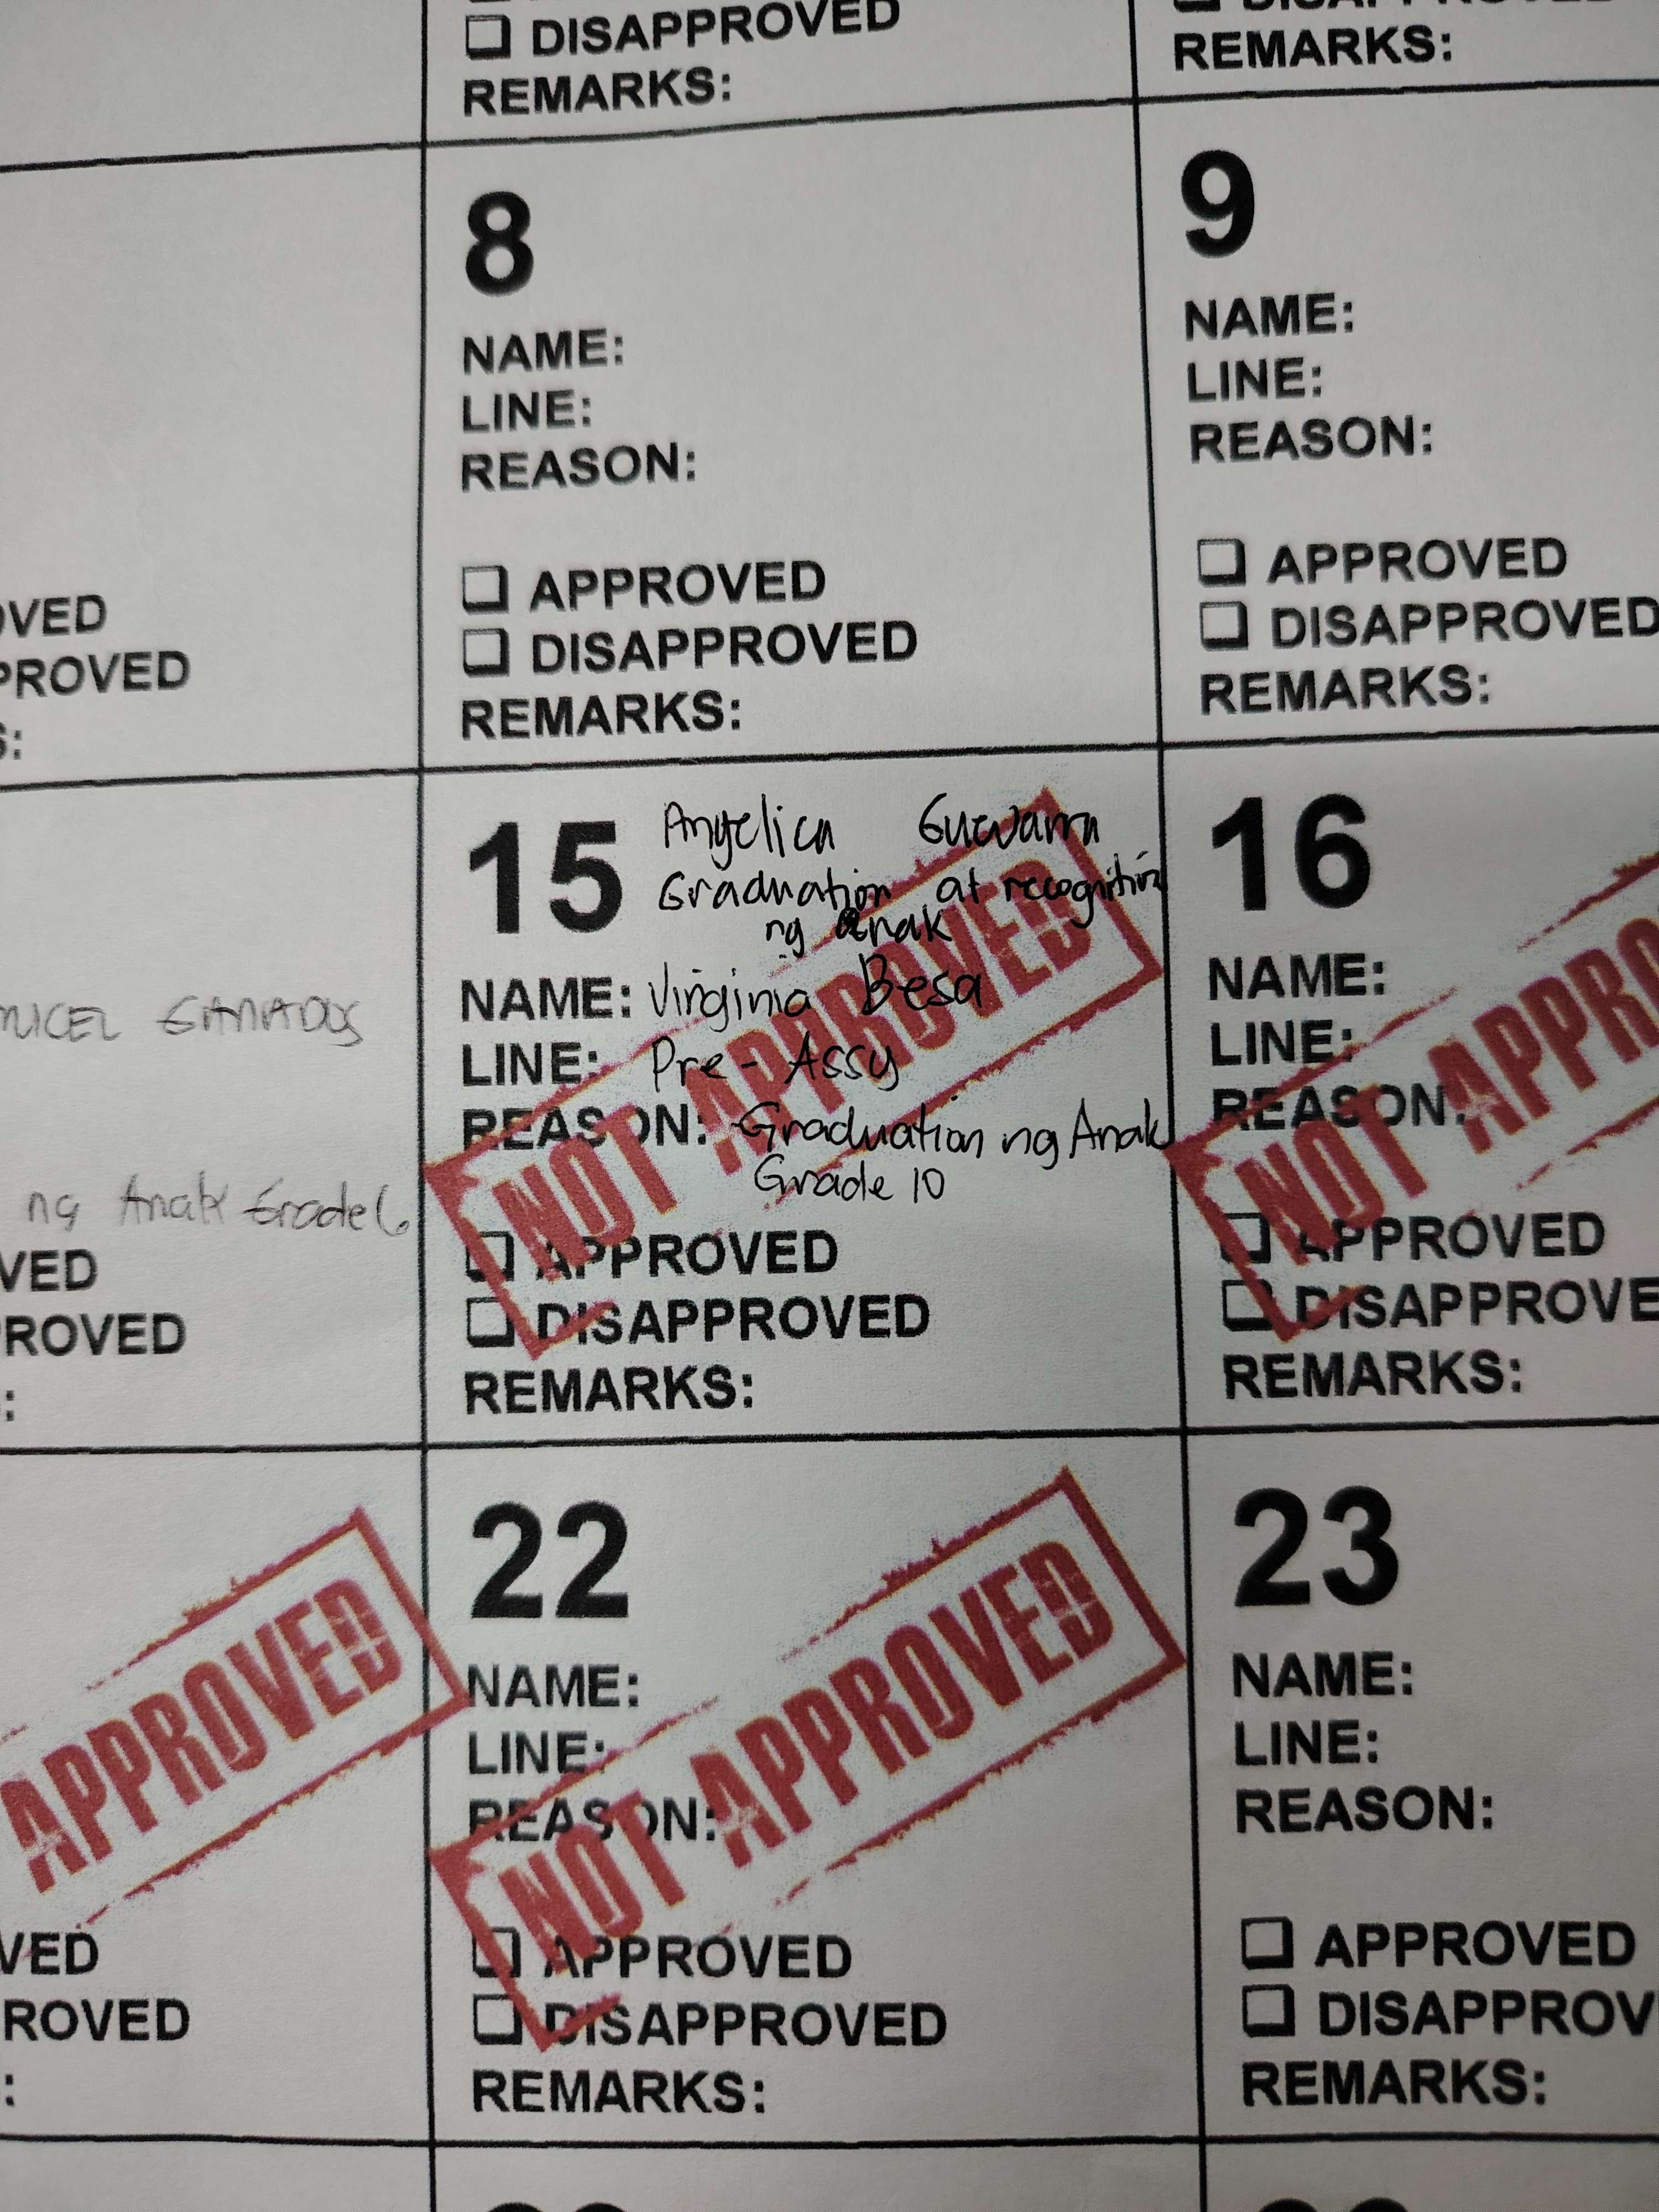 DISAPPROVED
REMARKS:
REMARKS:
OVED
PROVED
S:
8
NAME:
LINE:
REASON:
APPROVED
DISAPPROVED
REMARKS:
9
NAME:
LINE:
REASON:
APPROVED
DISAPPROVED
REMARKS:
ng Anak Grade 6
VED
ROVED
:
15
Angelica Guevarra
Graduation at recognition
ng anak
NAME: Virginia Besa
LINE: Pre-Assy
REASON: Graduation ng Anak
Grade 10
NOT APPROVED
APPROVED
DISAPPROVED
REMARKS:
16
NAME:
LINE:
REASON:
NOT APPRO
APPROVED
DISAPPROVE
REMARKS:
APPROVED
VED
ROVED
:
22
NAME:
LINE:
REASON:
NOT APPROVED
APPROVED
DISAPPROVED
REMARKS:
23
NAME:
LINE:
REASON:
APPROVED
DISAPPROV
REMARKS: